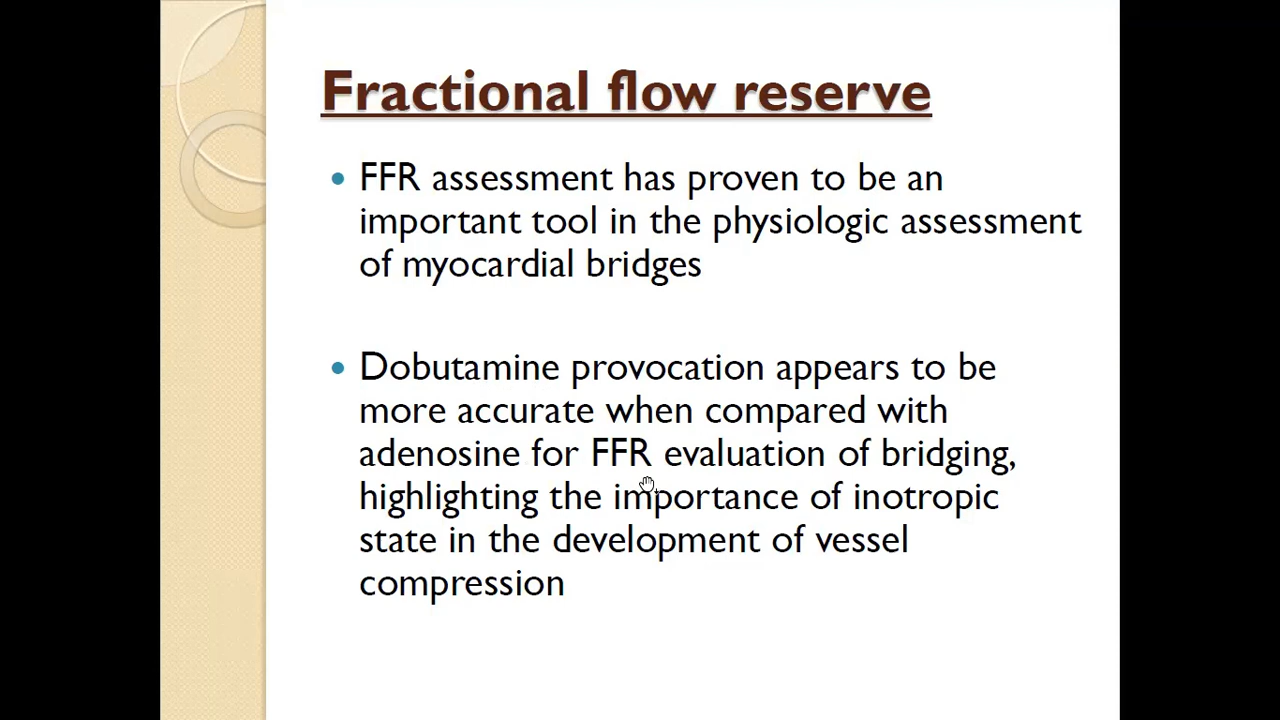 Fractional flow reserve
• FFR assessment has proven to be an
important tool in the physiologic assessment
of myocardial bridges
• Dobutamine provocation appears to be
more accurate when compared with
adenosine for FFR evaluation of bridging,
highlighting the importance of inotropic
state in the development of vessel
compression